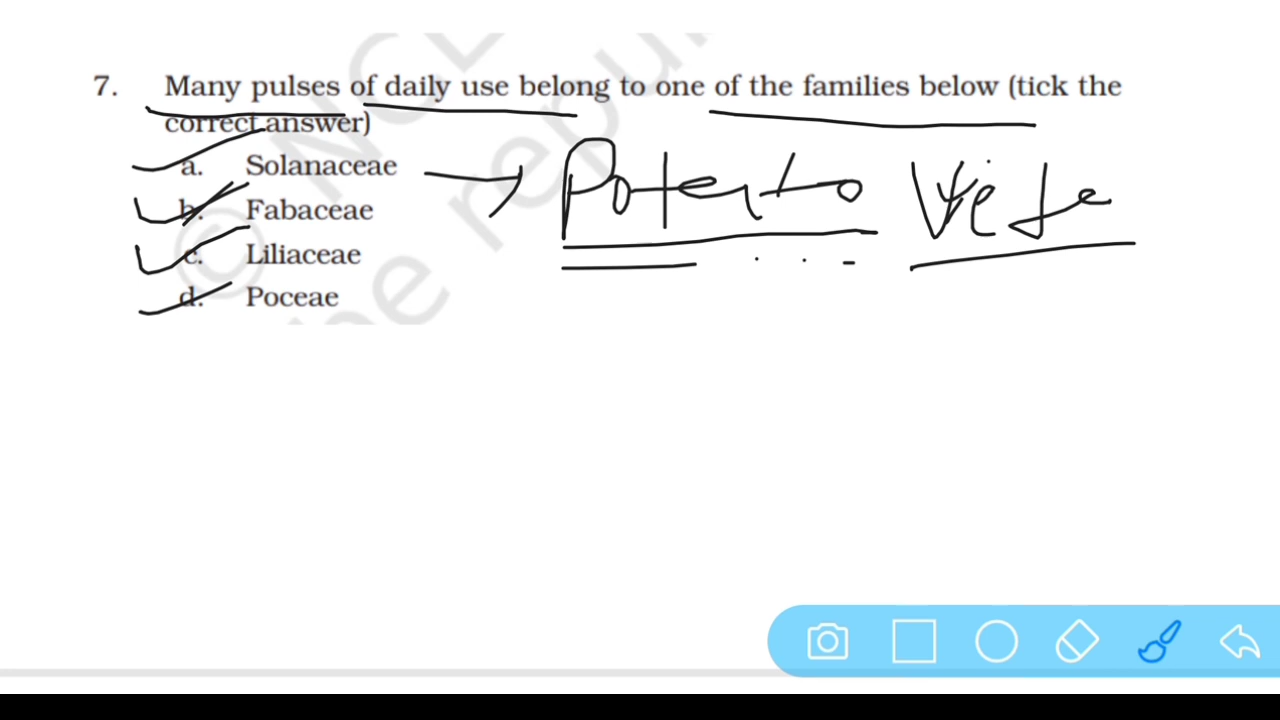 7. Many pulses of daily use belong to one of the families below (tick the
correct answer)
a. Solanaceae
b. Fabaceae
c. Liliaceae
d. Poceae